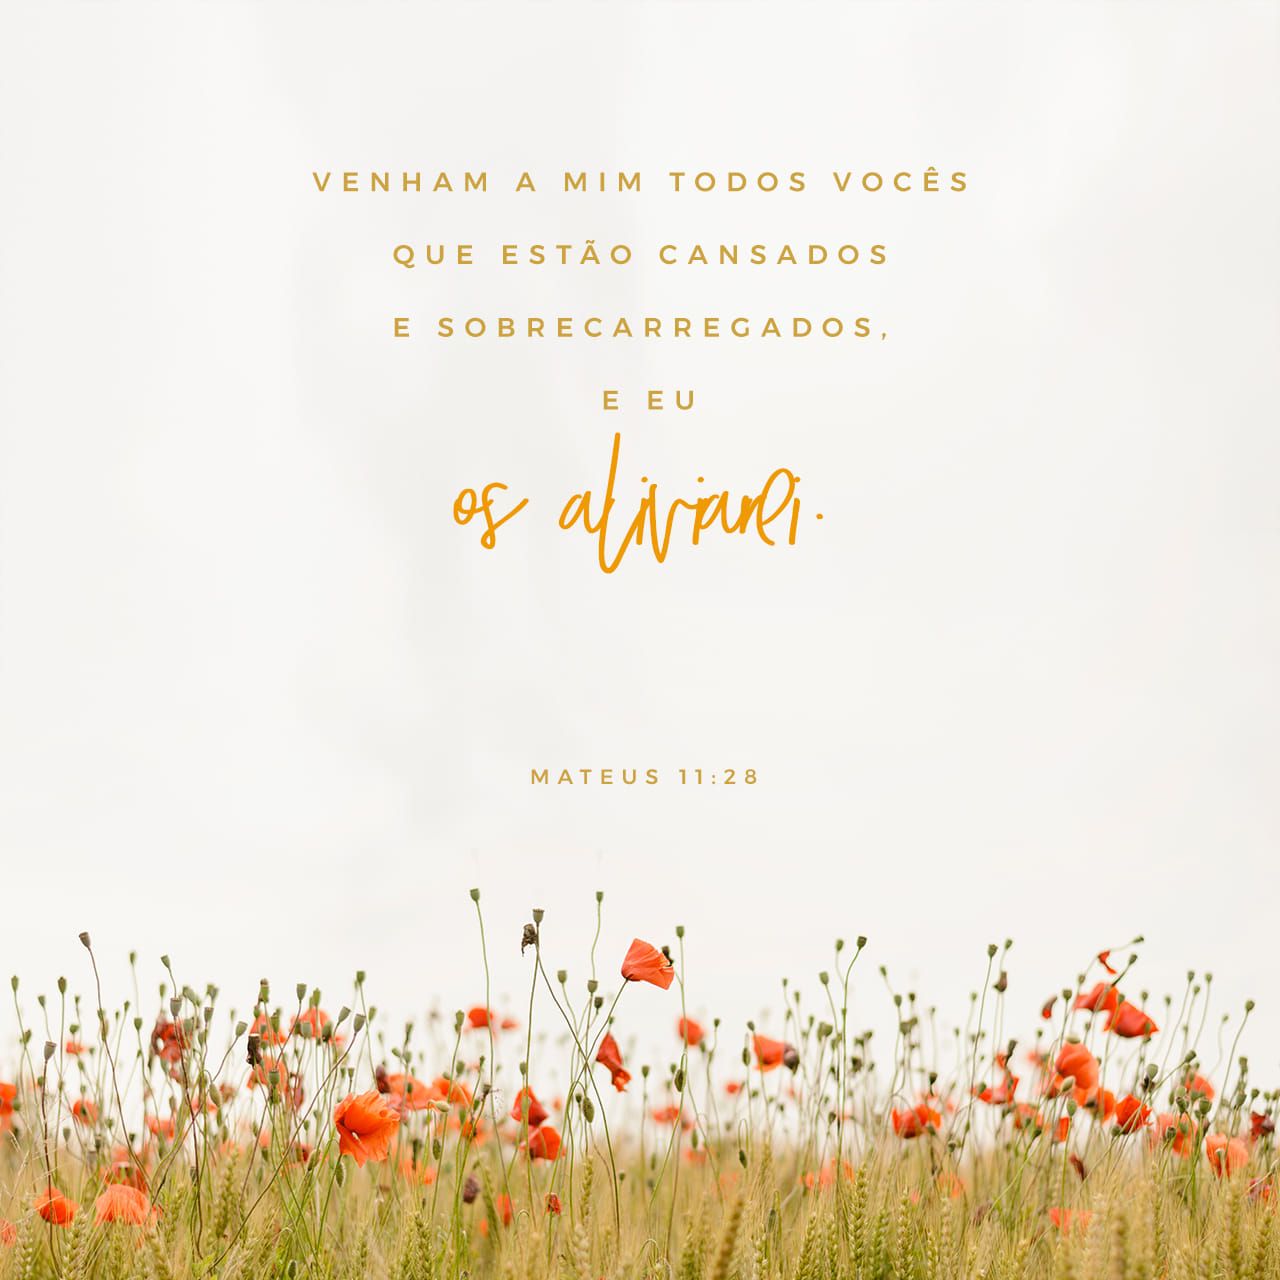 VENHAM A MIM TODOS VOCÊS
QUE ESTÃO CANSADOS
E SOBRECARREGADOS,
E EU
os aliviarei.
MATEUS 11:28